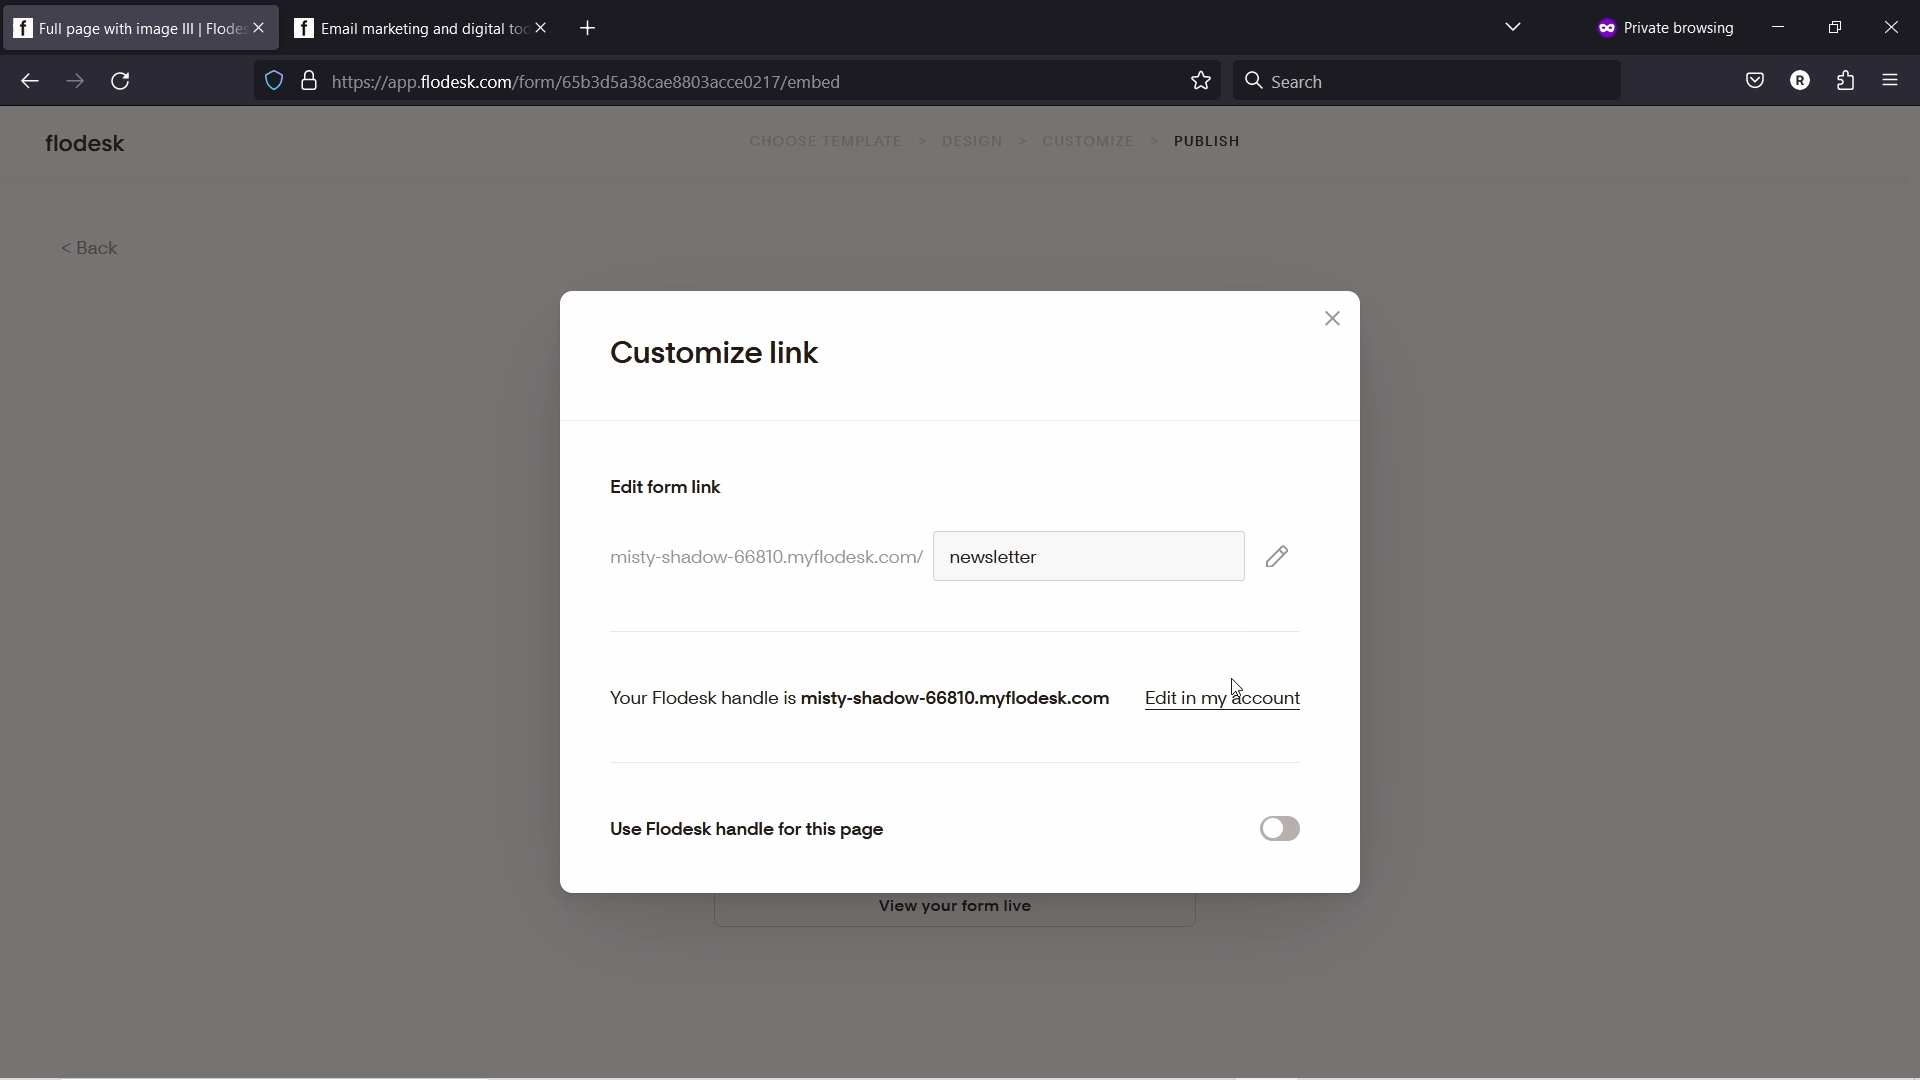 Full page with image III | Flodes
Email marketing and digital too
Private browsing
https://app.flodesk.com/form/65b3d5a38cae8803acce0217/embed
Search
R
flodesk
CHOOSE TEMPLATE > DESIGN > CUSTOMIZE > PUBLISH
< Back
Customize link
Edit form link
misty-shadow-66810.myflodesk.com/ newsletter
Your Flodesk handle is misty-shadow-66810.myflodesk.com Edit in my account
Use Flodesk handle for this page
View your form live